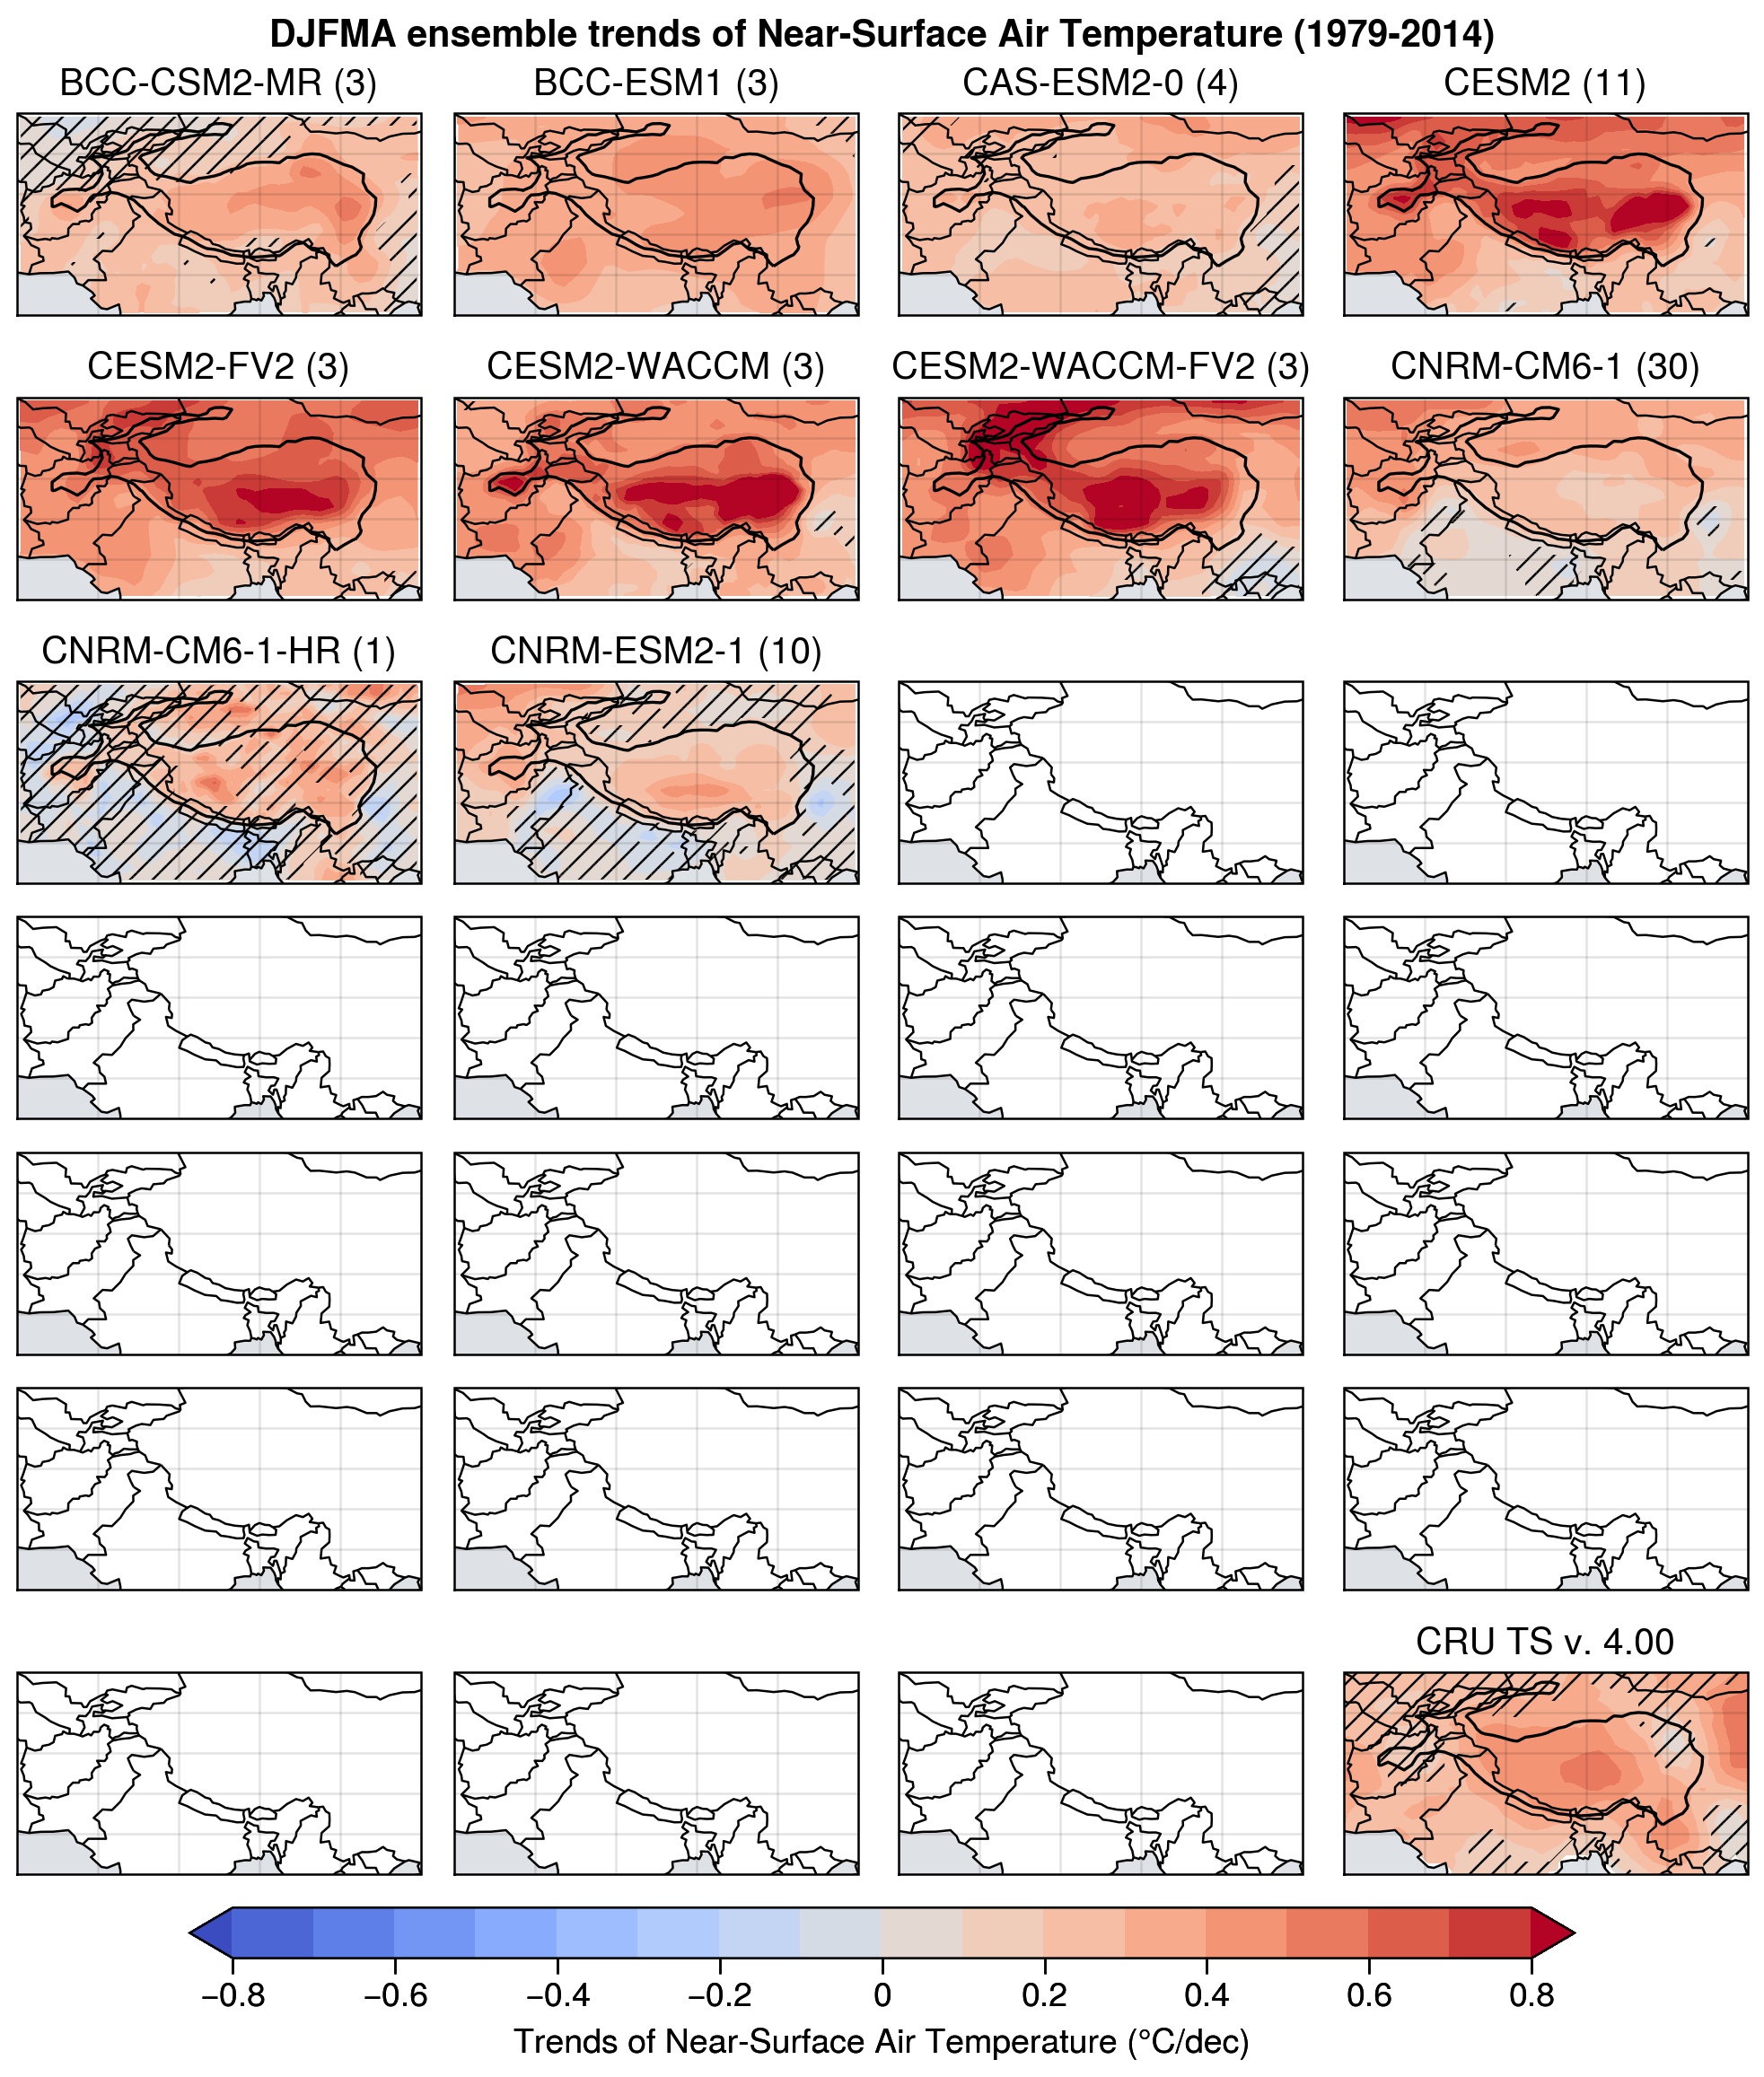 DJFMA ensemble trends of Near-Surface Air Temperature (1979-2014)
BCC-CSM2-MR (3)
BCC-ESM1 (3)
CAS-ESM2-0 (4)
CESM2 (11)
CESM2-FV2 (3)
CESM2-WACCM (3)
CESM2-WACCM-FV2 (3)
CNRM-CM6-1 (30)
CNRM-CM6-1-HR (1)
CNRM-ESM2-1 (10)
CRU TS v. 4.00
−0.8 −0.6 −0.4 −0.2 0 0.2 0.4 0.6 0.8
Trends of Near-Surface Air Temperature (°C/dec)